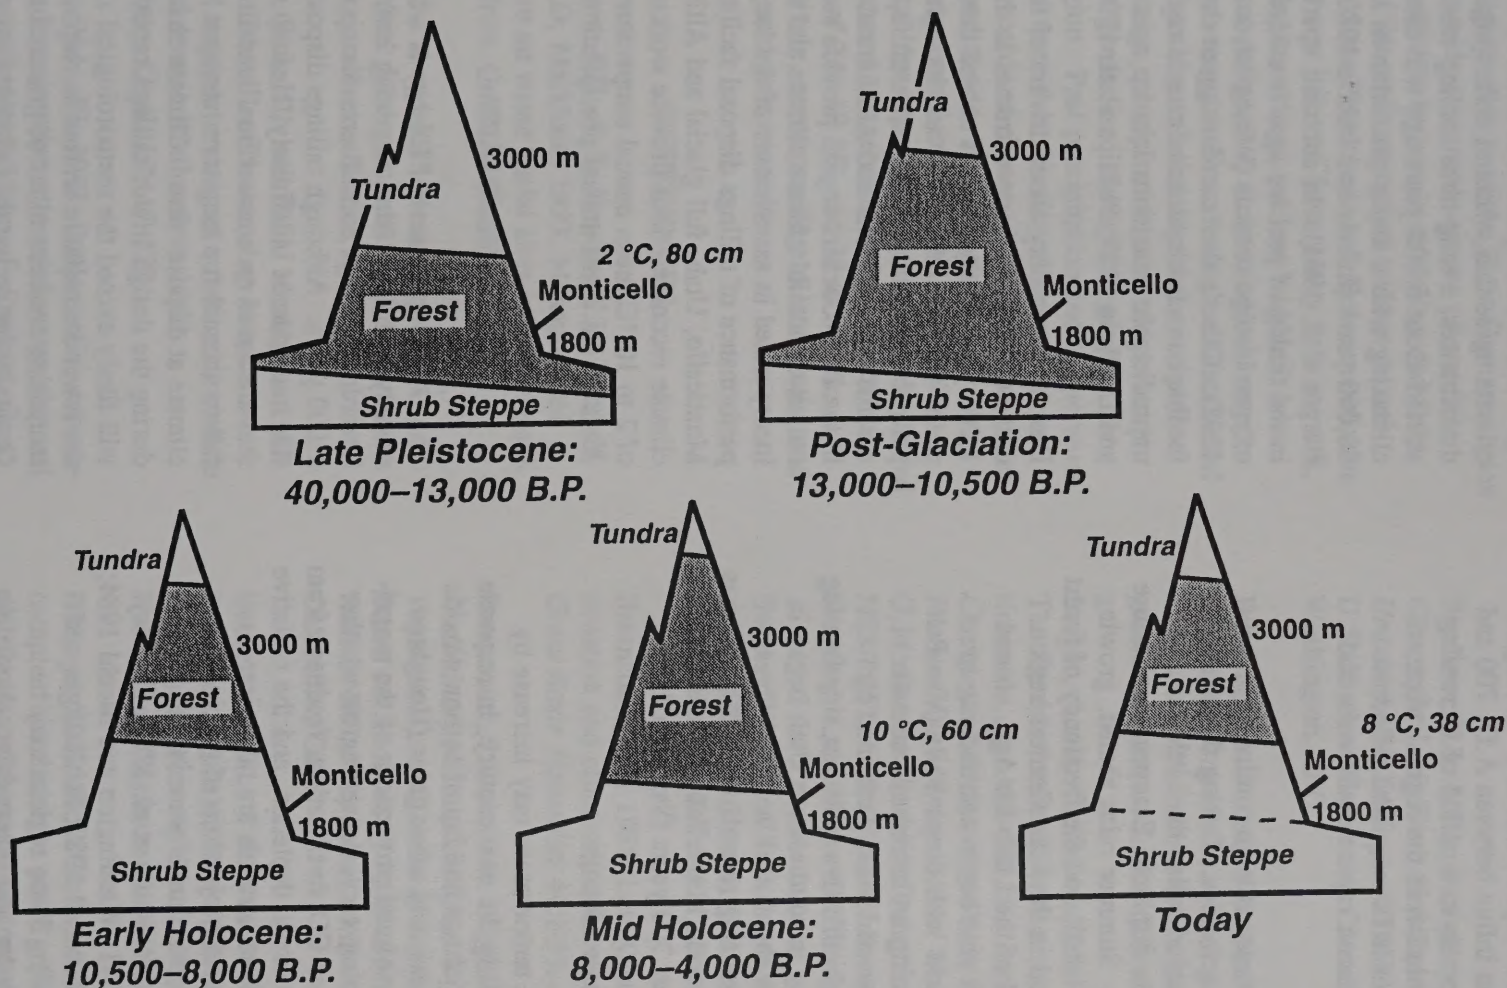 Tundra
3000 m
Tundra
2 °C, 80 cm
Forest
Monticello
1800 m
Shrub Steppe
Late Pleistocene:
40,000–13,000 B.P.
Tundra
3000 m
Forest
Monticello
1800 m
Shrub Steppe
Post-Glaciation:
13,000–10,500 B.P.
Tundra
3000 m
Forest
Monticello
1800 m
Shrub Steppe
Early Holocene:
10,500–8,000 B.P.
Tundra
3000 m
Forest
10 °C, 60 cm
Monticello
1800 m
Shrub Steppe
Mid Holocene:
8,000–4,000 B.P.
Tundra
3000 m
Forest
8 °C, 38 cm
Monticello
1800 m
Shrub Steppe
Today